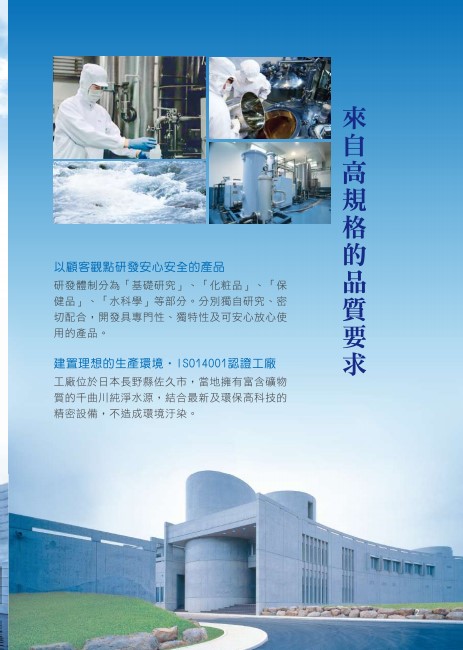 來自高規格的品質要求
以顧客觀點研發安心安全的產品
研發體制分為「基礎研究」、「化粧品」、「保
健品」、「水科學」等部分。分別獨自研究、密
切配合，開發具專門性、獨特性及可安心放心使
用的產品。
建置理想的生產環境・ISO14001認證工廠
工廠位於日本長野縣佐久市，當地擁有富含礦物
質的千曲川純淨水源，結合最新及環保高科技的
精密設備，不造成環境汙染。